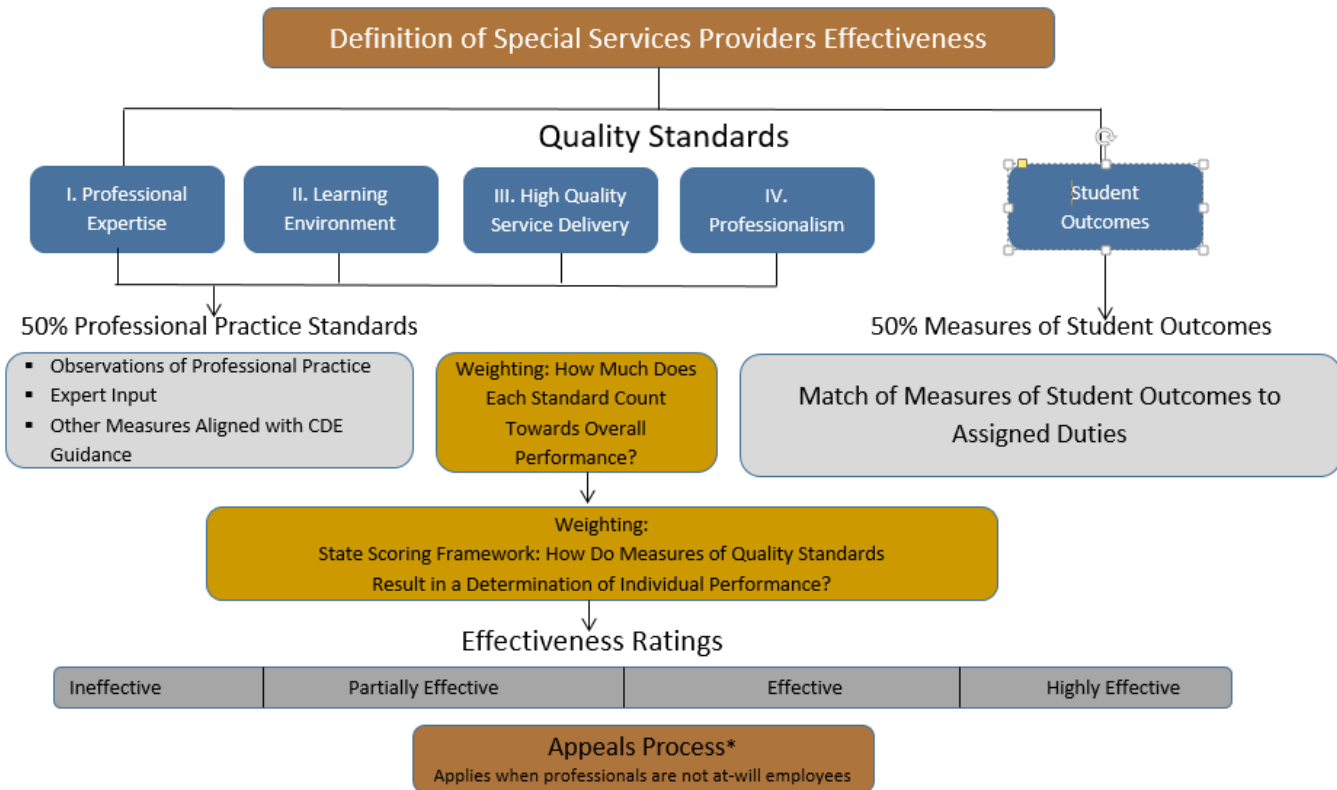 Definition of Special Services Providers Effectiveness
Quality Standards
I. Professional
Expertise
II. Learning
Environment
III. High Quality
Service Delivery
IV.
Professionalism
Student
Outcomes
50% Professional Practice Standards
50% Measures of Student Outcomes
▪ Observations of Professional Practice
▪ Expert Input
▪ Other Measures Aligned with CDE
Guidance
Weighting: How Much Does
Each Standard Count
Towards Overall
Performance?
Match of Measures of Student Outcomes to
Assigned Duties
Weighting:
State Scoring Framework: How Do Measures of Quality Standards
Result in a Determination of Individual Performance?
Effectiveness Ratings
Ineffective
Partially Effective
Effective
Highly Effective
Appeals Process*
Applies when professionals are not at-will employees